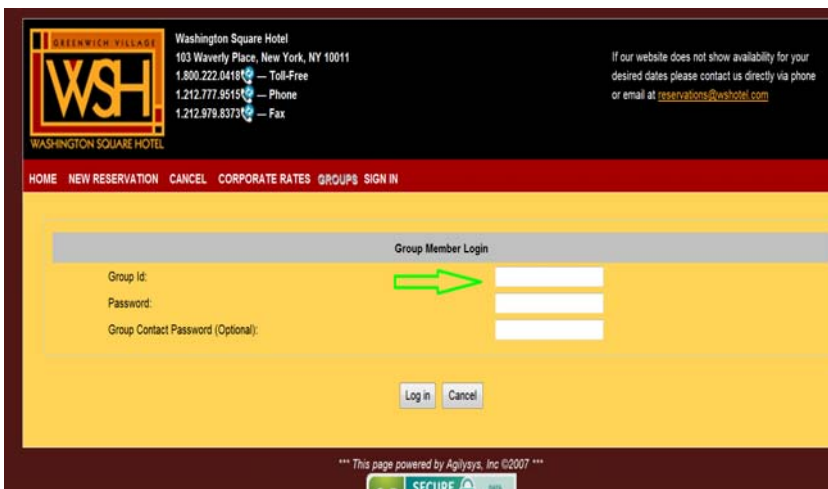 GREENWICH VILLAGE
WSH
WASHINGTON SQUARE HOTEL
Washington Square Hotel
103 Waverly Place, New York, NY 10011
1.800.222.0418 — Toll-Free
1.212.777.9515 — Phone
1.212.979.8373 — Fax
If our website does not show availability for your
desired dates please contact us directly via phone
or email at reservations@wshotel.com
HOME NEW RESERVATION CANCEL CORPORATE RATES GROUPS SIGN IN
Group Member Login
Group Id:
Password:
Group Contact Password (Optional):
Log in Cancel
*** This page powered by Agilysys, Inc ©2007 ***
SECURE